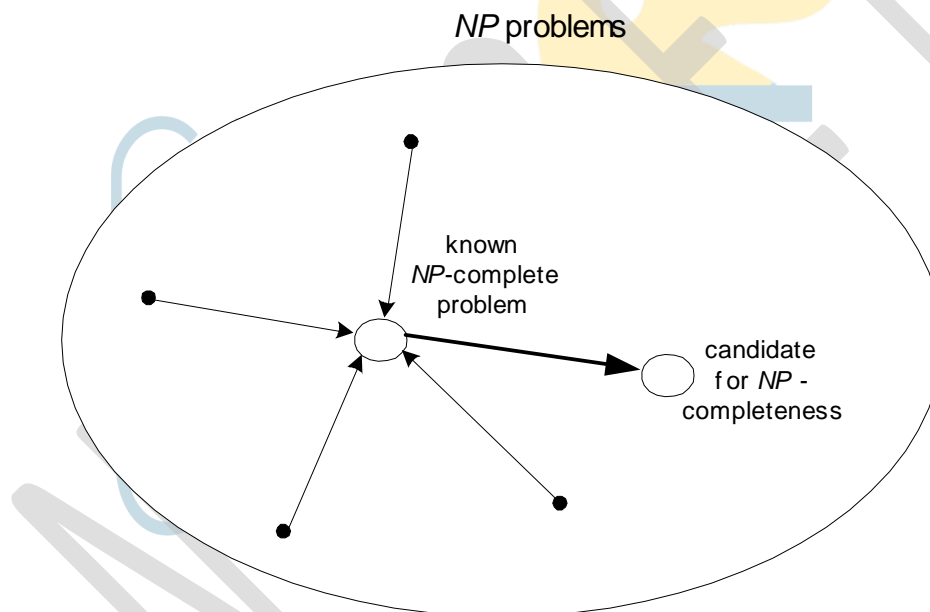 NP problems
known
NP-complete
problem
candidate
for NP -
completeness